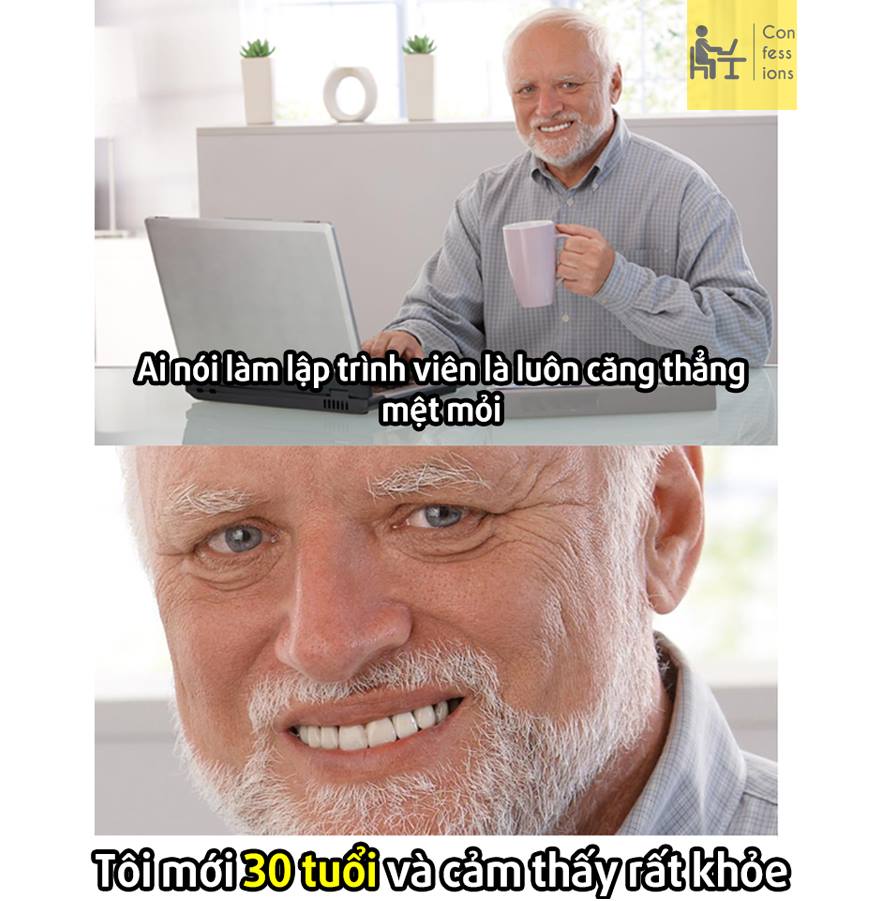 Con
fess
ions
Ai nói làm lập trình viên là luôn căng thẳng
mệt mỏi
Tôi mới 30 tuổi và cảm thấy rất khỏe